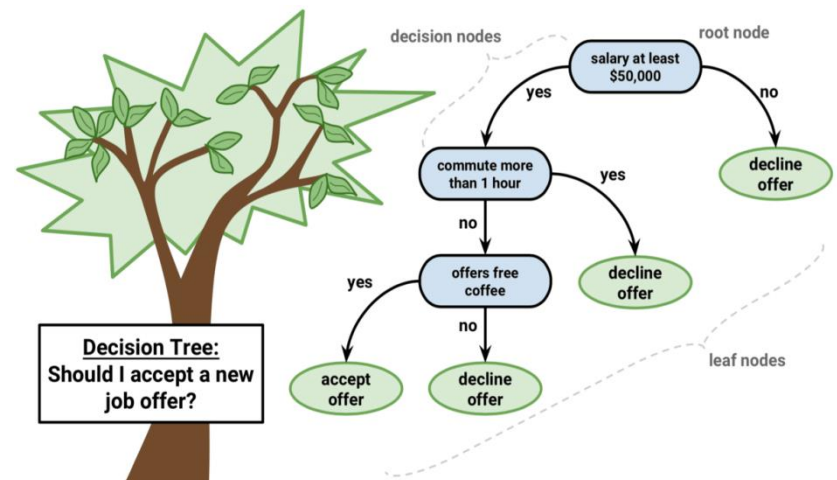 decision nodes
root node
salary at least
$50,000
yes
no
commute more
than 1 hour
yes
decline
offer
no
offers free
coffee
decline
offer
yes
no
Decision Tree:
Should I accept a new
job offer?
accept
offer
decline
offer
leaf nodes